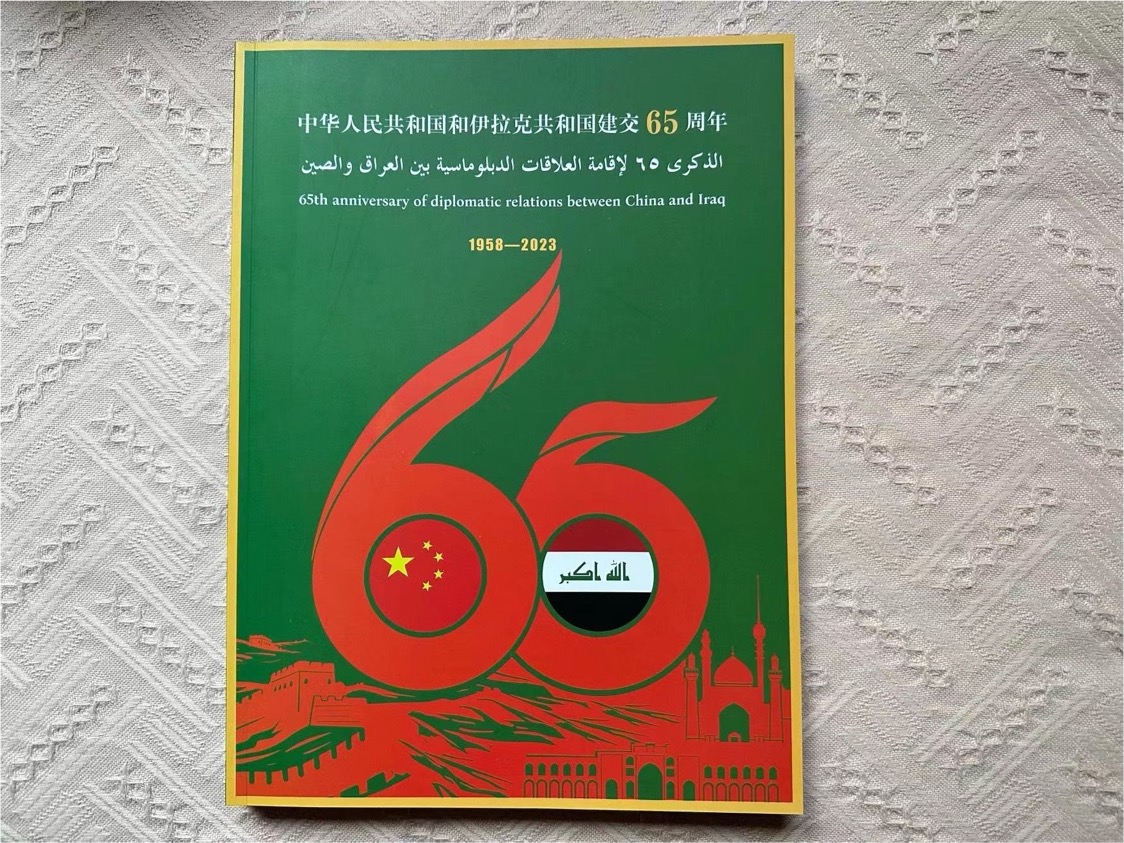 中华人民共和国和伊拉克共和国建交 65 周年
الذكرى ٦٥ لإقامة العلاقات الدبلوماسية بين العراق والصين
65th anniversary of diplomatic relations between China and Iraq
1958—2023
65
الله اكبر